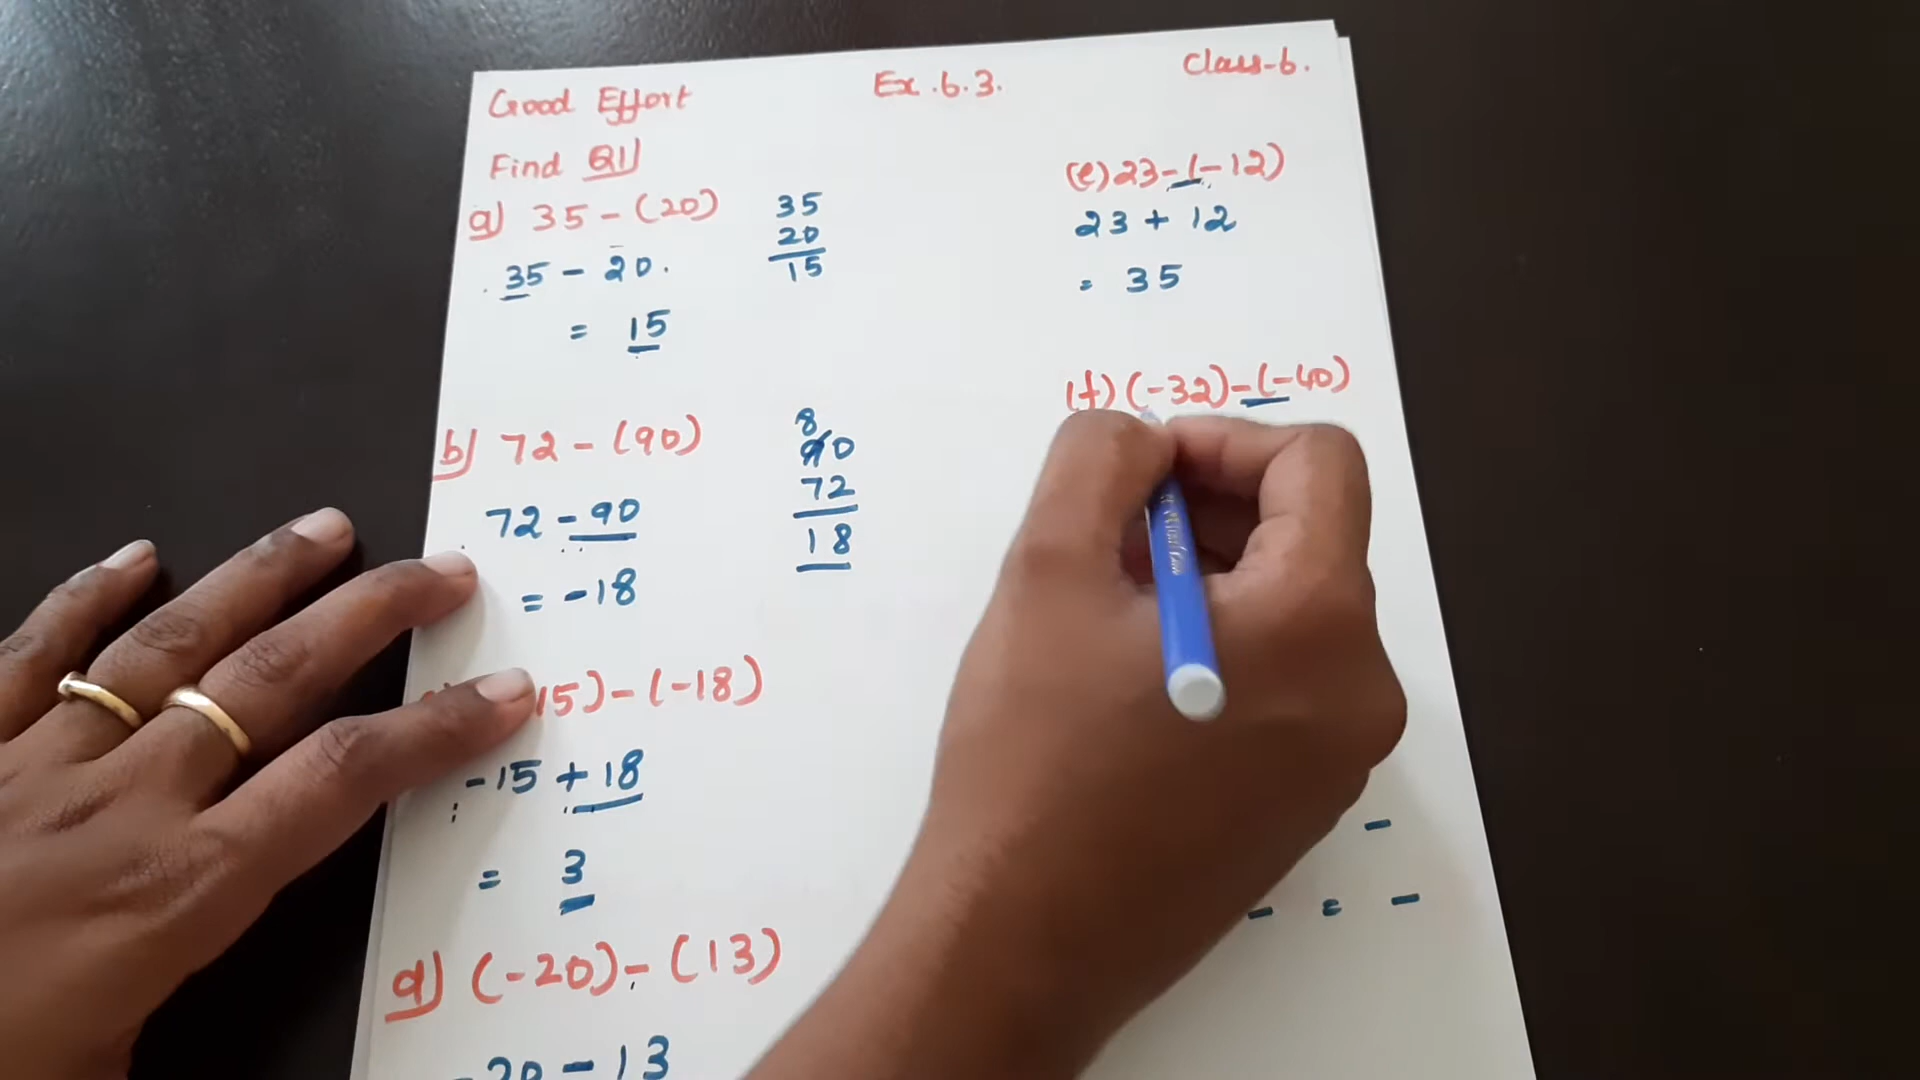 Good Effort Ex.6.3. Class-6.
Find Q1
a) 35 - (20)
35 - 20.
= 15
35
20
15
b) 72 - (90)
72 - 90
= -18
8
90
72
18
15) - (-18)
-15 + 18
= 3
d) (-20) - (13)
-20 - 13
(e) 23 - (-12)
23 + 12
= 35
(f) (-32) - (-40)
-
- = -